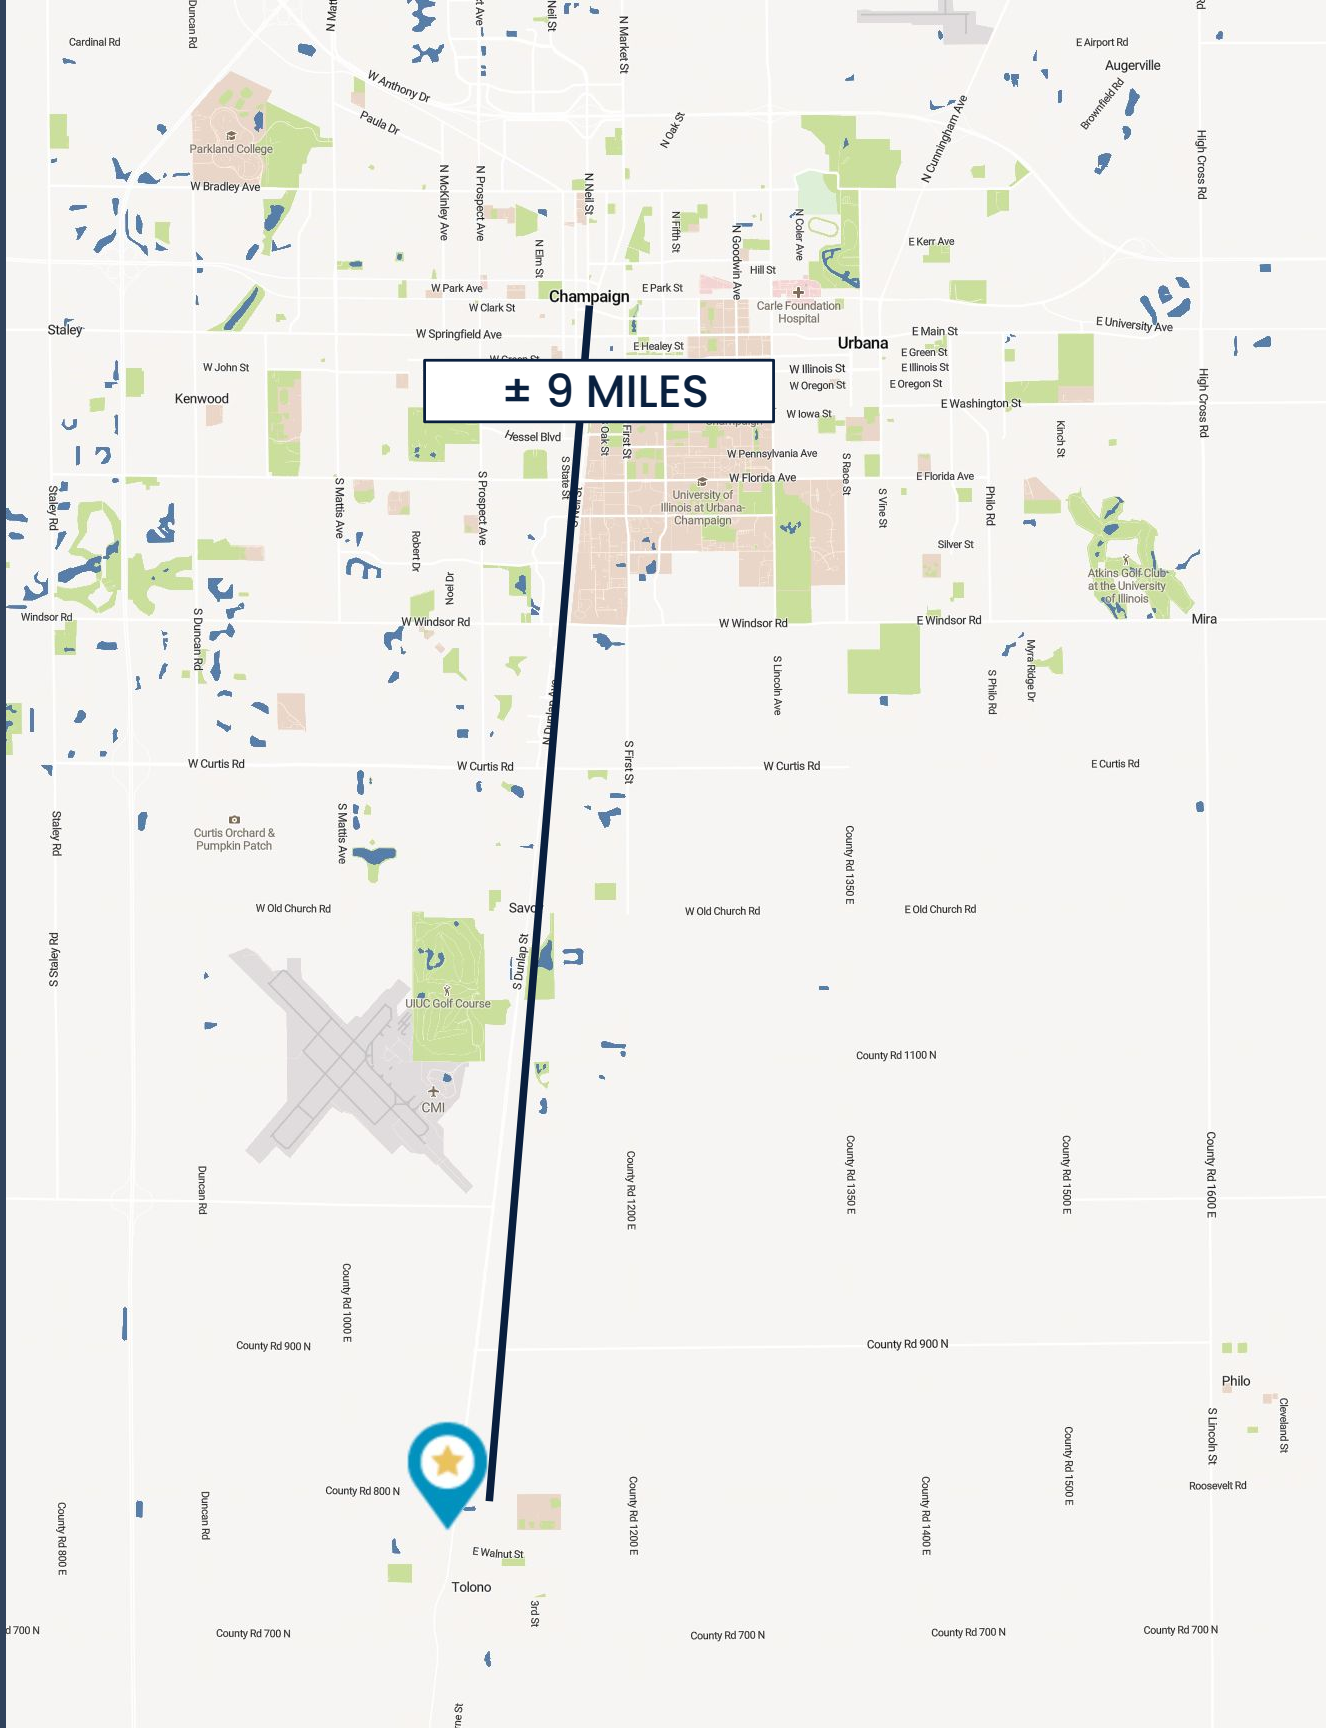 Cardinal Rd
Duncan Rd
N Neil St
N Market St
E Airport Rd
Augerville
Brownfield Rd
W Anthony Dr
Paula Dr
N Oak St
N Cunningham Ave
High Cross Rd
Parkland College
W Bradley Ave
N McKinley Ave
N Prospect Ave
N Neil St
N Elm St
N Fifth St
N Goodwin Ave
N Coler Ave
E Kerr Ave
Hill St
W Park Ave
E Park St
Champaign
W Clark St
Carle Foundation
Hospital
Staley
W Springfield Ave
E Healey St
Urbana
E Main St
E University Ave
W Green St
E Green St
W John St
W Illinois St
E Illinois St
± 9 MILES
W Oregon St
E Oregon St
High Cross Rd
Kenwood
E Washington St
W Iowa St
Champaign
Hessel Blvd
Oak St
First St
Kinch St
W Pennsylvania Ave
S State St
S Race St
W Florida Ave
E Florida Ave
Staley Rd
S Mattis Ave
S Prospect Ave
University of
Illinois at Urbana-
Champaign
S Vine St
Philo Rd
Robert Dr
Silver St
Noel Dr
Atkins Golf Club
at the University
of Illinois
Windsor Rd
S Duncan Rd
W Windsor Rd
W Windsor Rd
E Windsor Rd
Mira
S Lincoln Ave
S Philo Rd
Myra Ridge Dr
N Dunlap Ave
S First St
W Curtis Rd
W Curtis Rd
W Curtis Rd
E Curtis Rd
Staley Rd
Curtis Orchard &
Pumpkin Patch
S Mattis Ave
County Rd 1350 E
W Old Church Rd
Savoy
W Old Church Rd
E Old Church Rd
S Staley Rd
S Dunlap St
UIUC Golf Course
County Rd 1100 N
CMI
Duncan Rd
County Rd 1200 E
County Rd 1350 E
County Rd 1500 E
County Rd 1600 E
County Rd 1000 E
County Rd 900 N
County Rd 900 N
Philo
Cleveland St
S Lincoln St
County Rd 1500 E
County Rd 800 N
Roosevelt Rd
County Rd 800 E
Duncan Rd
County Rd 1200 E
County Rd 1400 E
E Walnut St
Tolono
3rd St
d 700 N
County Rd 700 N
County Rd 700 N
County Rd 700 N
County Rd 700 N